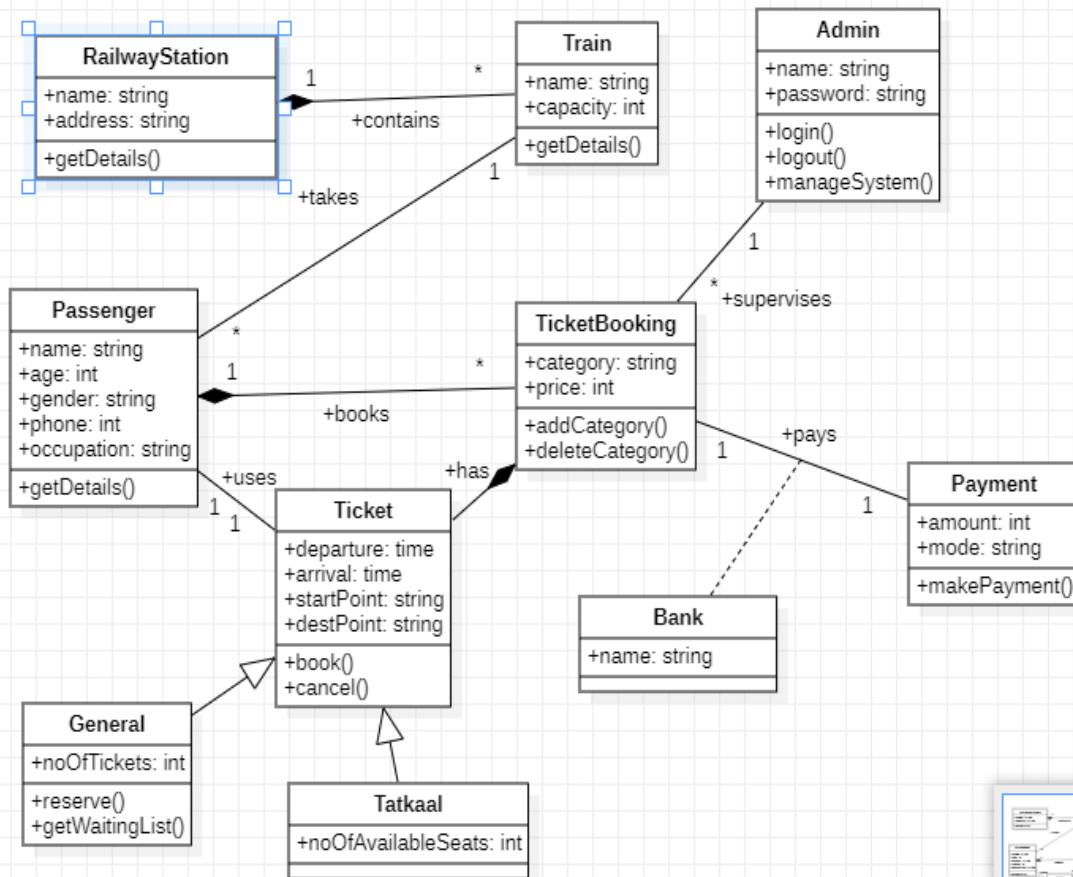 RailwayStation
+name: string
+address: string
+getDetails()
1
*
+contains
Train
+name: string
+capacity: int
+getDetails()
Admin
+name: string
+password: string
+login()
+logout()
+manageSystem()
+takes
1
*
1
*
+supervises
Passenger
+name: string
+age: int
+gender: string
+phone: int
+occupation: string
+getDetails()
1
*
+books
TicketBooking
+category: string
+price: int
+addCategory()
+deleteCategory()
+pays
1
1
Payment
+amount: int
+mode: string
+makePayment()
+uses
1
1
+has
Ticket
+departure: time
+arrival: time
+startPoint: string
+destPoint: string
+book()
+cancel()
Bank
+name: string
General
+noOfTickets: int
+reserve()
+getWaitingList()
Tatkaal
+noOfAvailableSeats: int